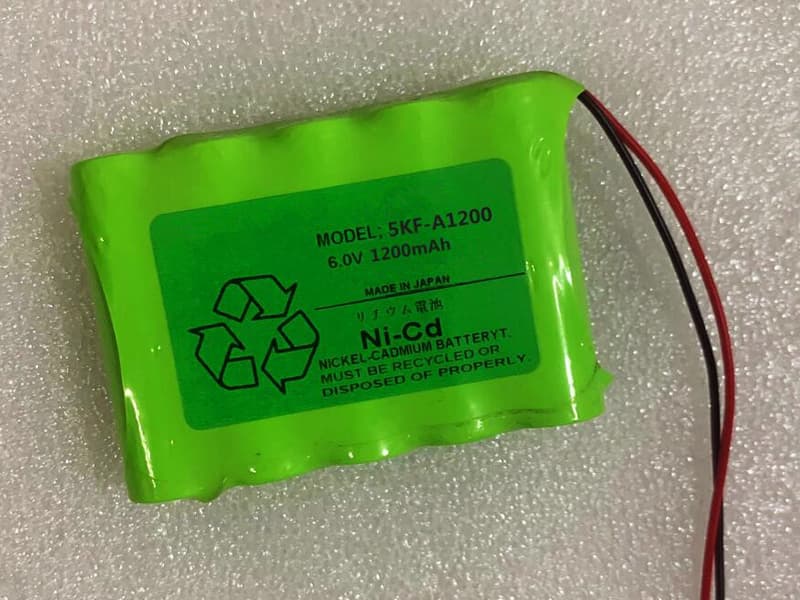 MODEL: 5KF-A1200
6.0V 1200mAh
MADE IN JAPAN
リチウム電池
Ni-Cd
NICKEL-CADMIUM BATTERYT.
MUST BE RECYCLED OR
DISPOSED OF PROPERLY.